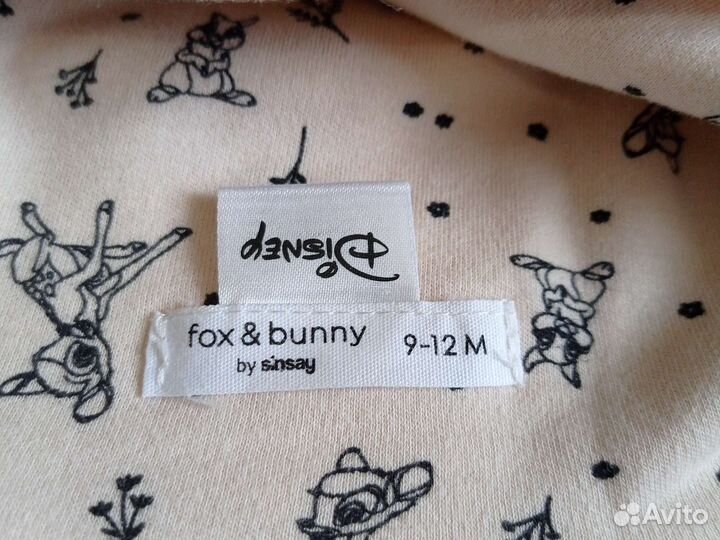 Disney
fox & bunny 9-12 M
by sinsay
Avito